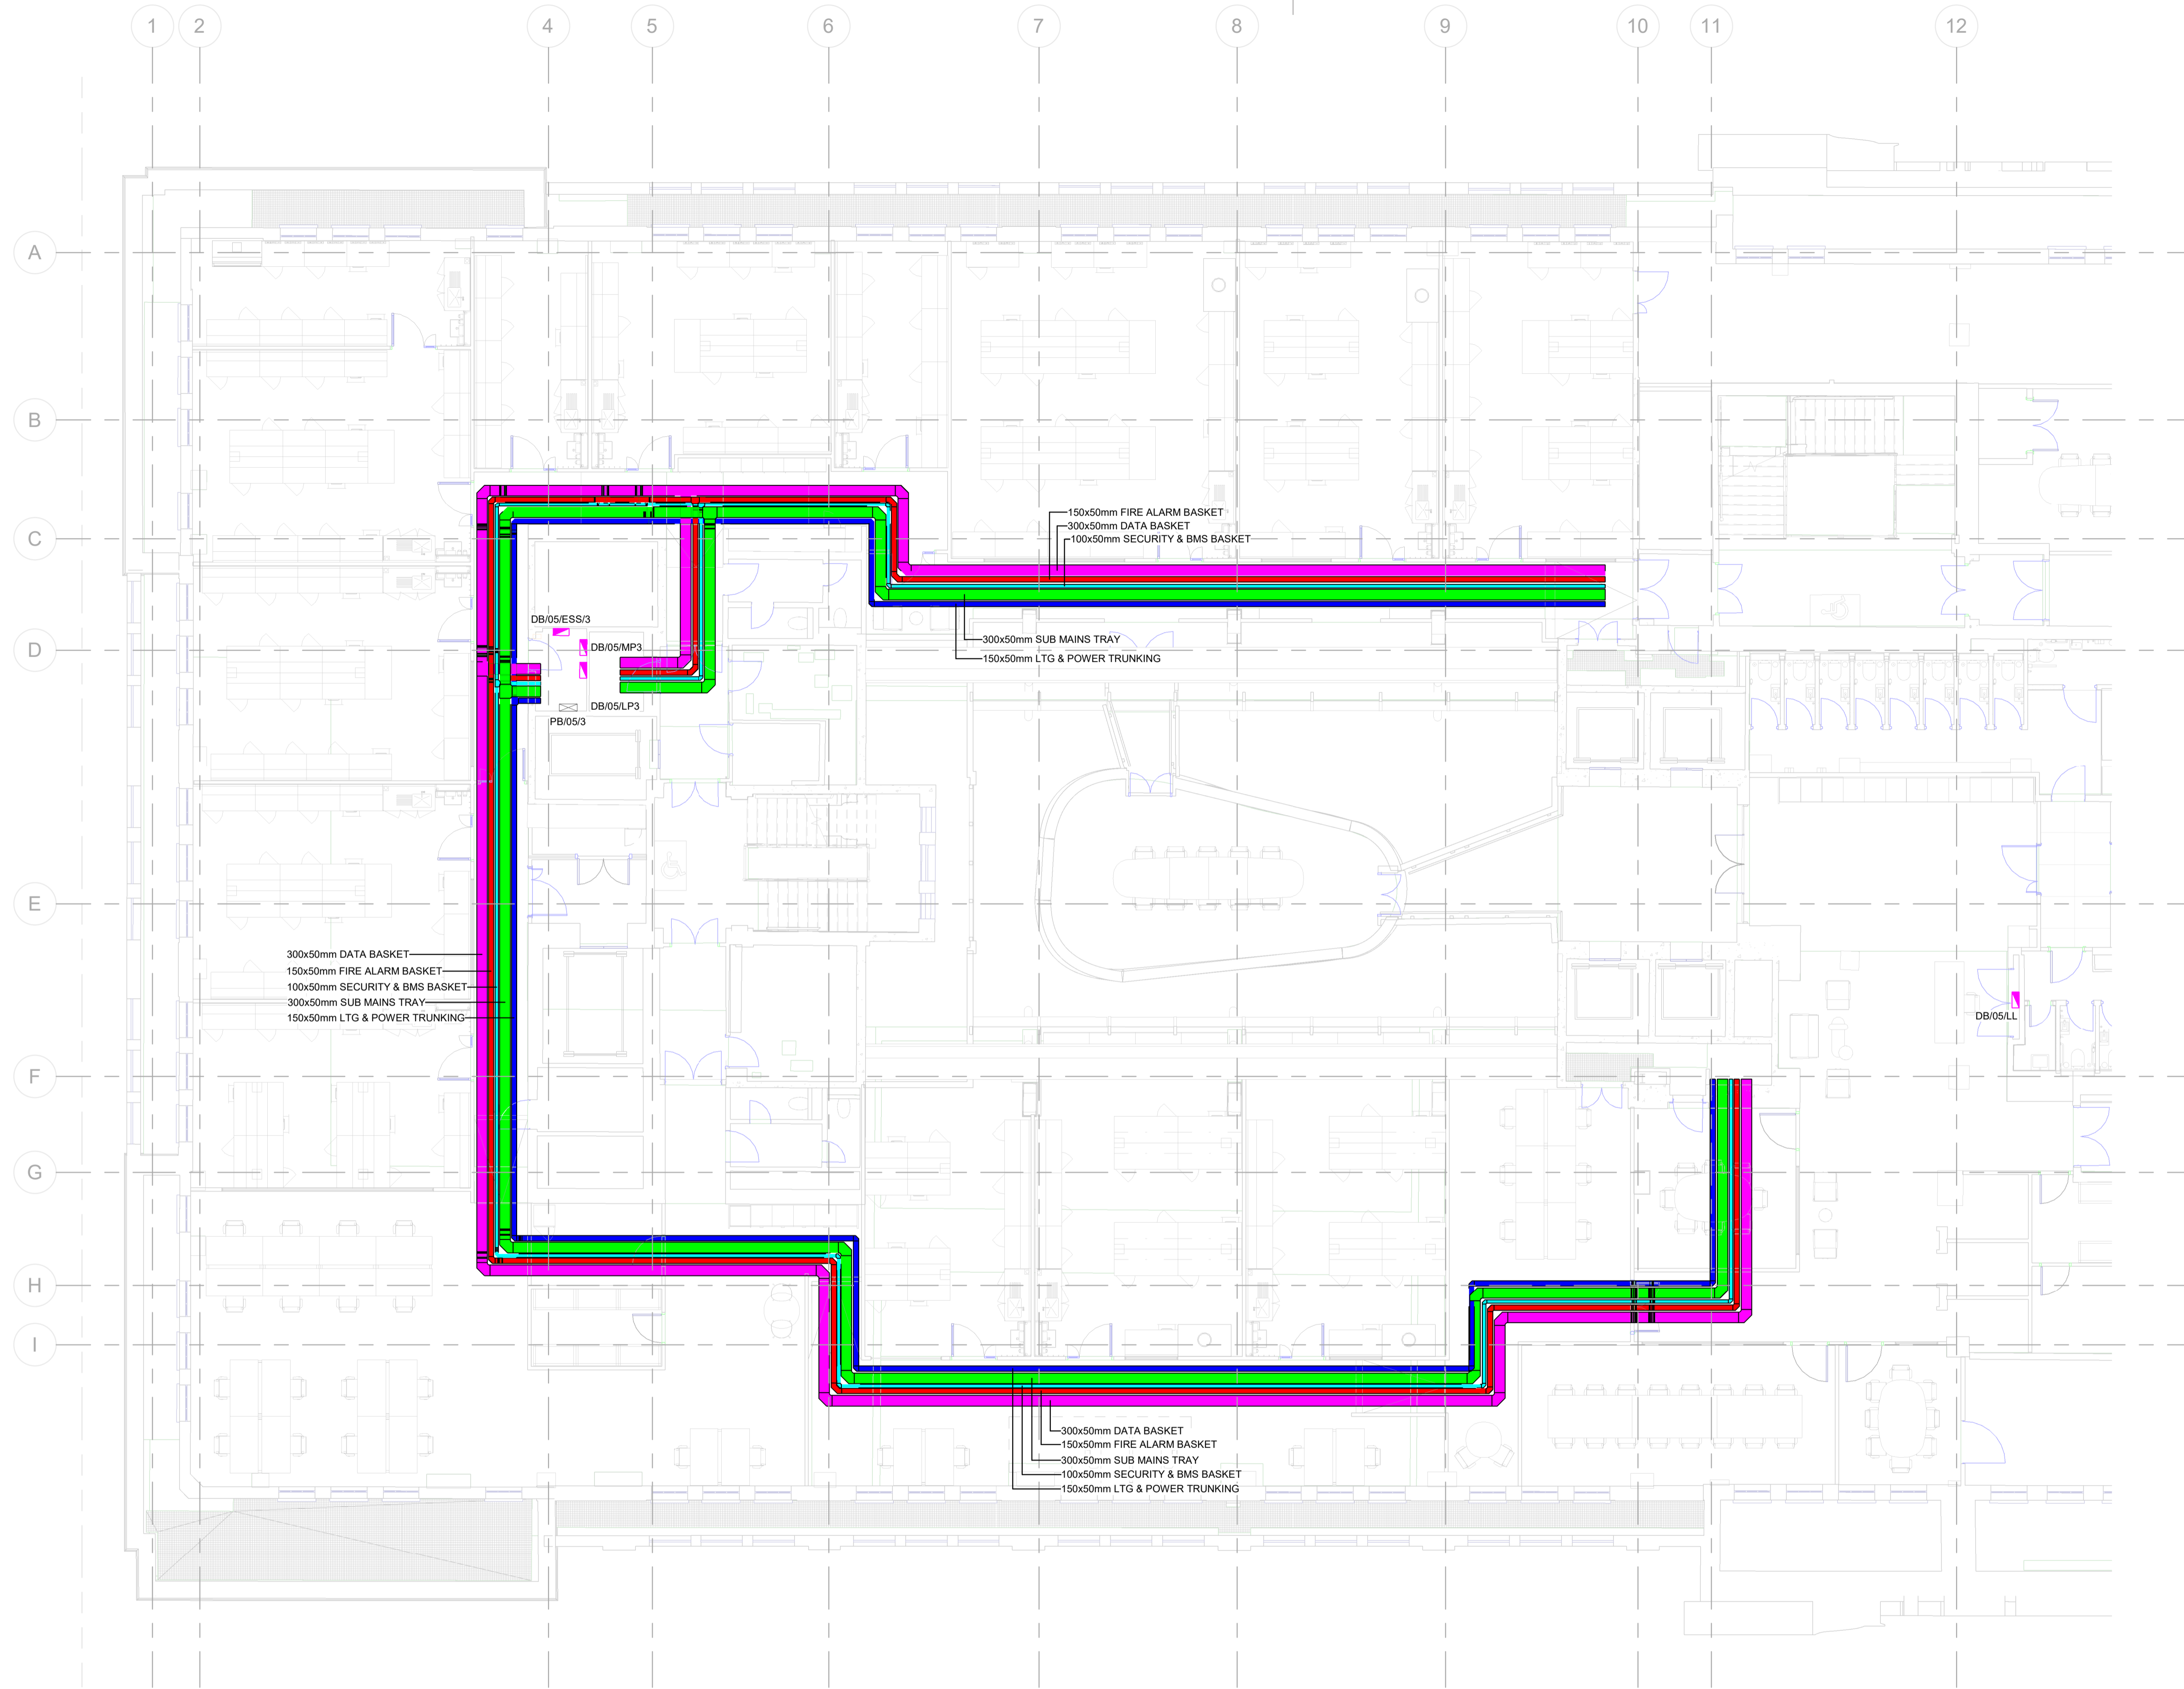 1 2 4 5 6 7 8 9 10 11 12
A
B
C
D
E
F
G
H
I
150x50mm FIRE ALARM BASKET
300x50mm DATA BASKET
100x50mm SECURITY & BMS BASKET
300x50mm SUB MAINS TRAY
150x50mm LTG & POWER TRUNKING
DB/05/ESS/3
DB/05/MP3
DB/05/LP3
PB/05/3
300x50mm DATA BASKET
150x50mm FIRE ALARM BASKET
100x50mm SECURITY & BMS BASKET
300x50mm SUB MAINS TRAY
150x50mm LTG & POWER TRUNKING
DB/05/LL
300x50mm DATA BASKET
150x50mm FIRE ALARM BASKET
300x50mm SUB MAINS TRAY
100x50mm SECURITY & BMS BASKET
150x50mm LTG & POWER TRUNKING